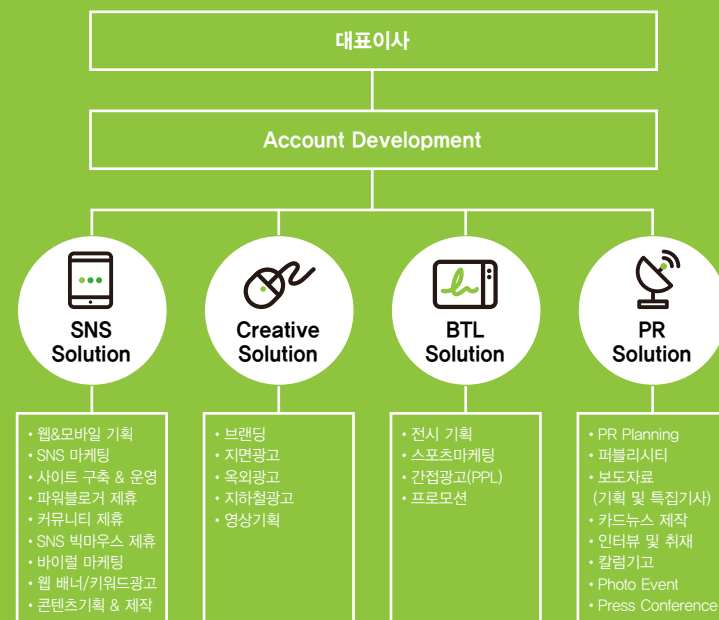 대표이사
Account Development
SNS
Solution
Creative
Solution
BTL
Solution
PR
Solution
• 웹&모바일 기획
• SNS 마케팅
• 사이트 구축 & 운영
• 파워블로거 제휴
• 커뮤니티 제휴
• SNS 빅마우스 제휴
• 바이럴 마케팅
• 웹 배너/키워드광고
• 콘텐츠기획 & 제작
• 브랜딩
• 지면광고
• 옥외광고
• 지하철광고
• 영상기획
• 전시 기획
• 스포츠마케팅
• 간접광고(PPL)
• 프로모션
• PR Planning
• 퍼블리시티
• 보도자료
(기획 및 특집기사)
• 카드뉴스 제작
• 인터뷰 및 취재
• 칼럼기고
• Photo Event
• Press Conference